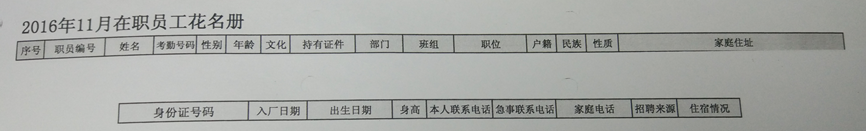 2016年11月在职员工花名册
序号 职员编号 姓名 考勤号码 性别 年龄 文化 持有证件 部门 班组 职位 户籍 民族 性质 家庭住址
身份证号码 入厂日期 出生日期 身高 本人联系电话 急事联系电话 家庭电话 招聘来源 住宿情况